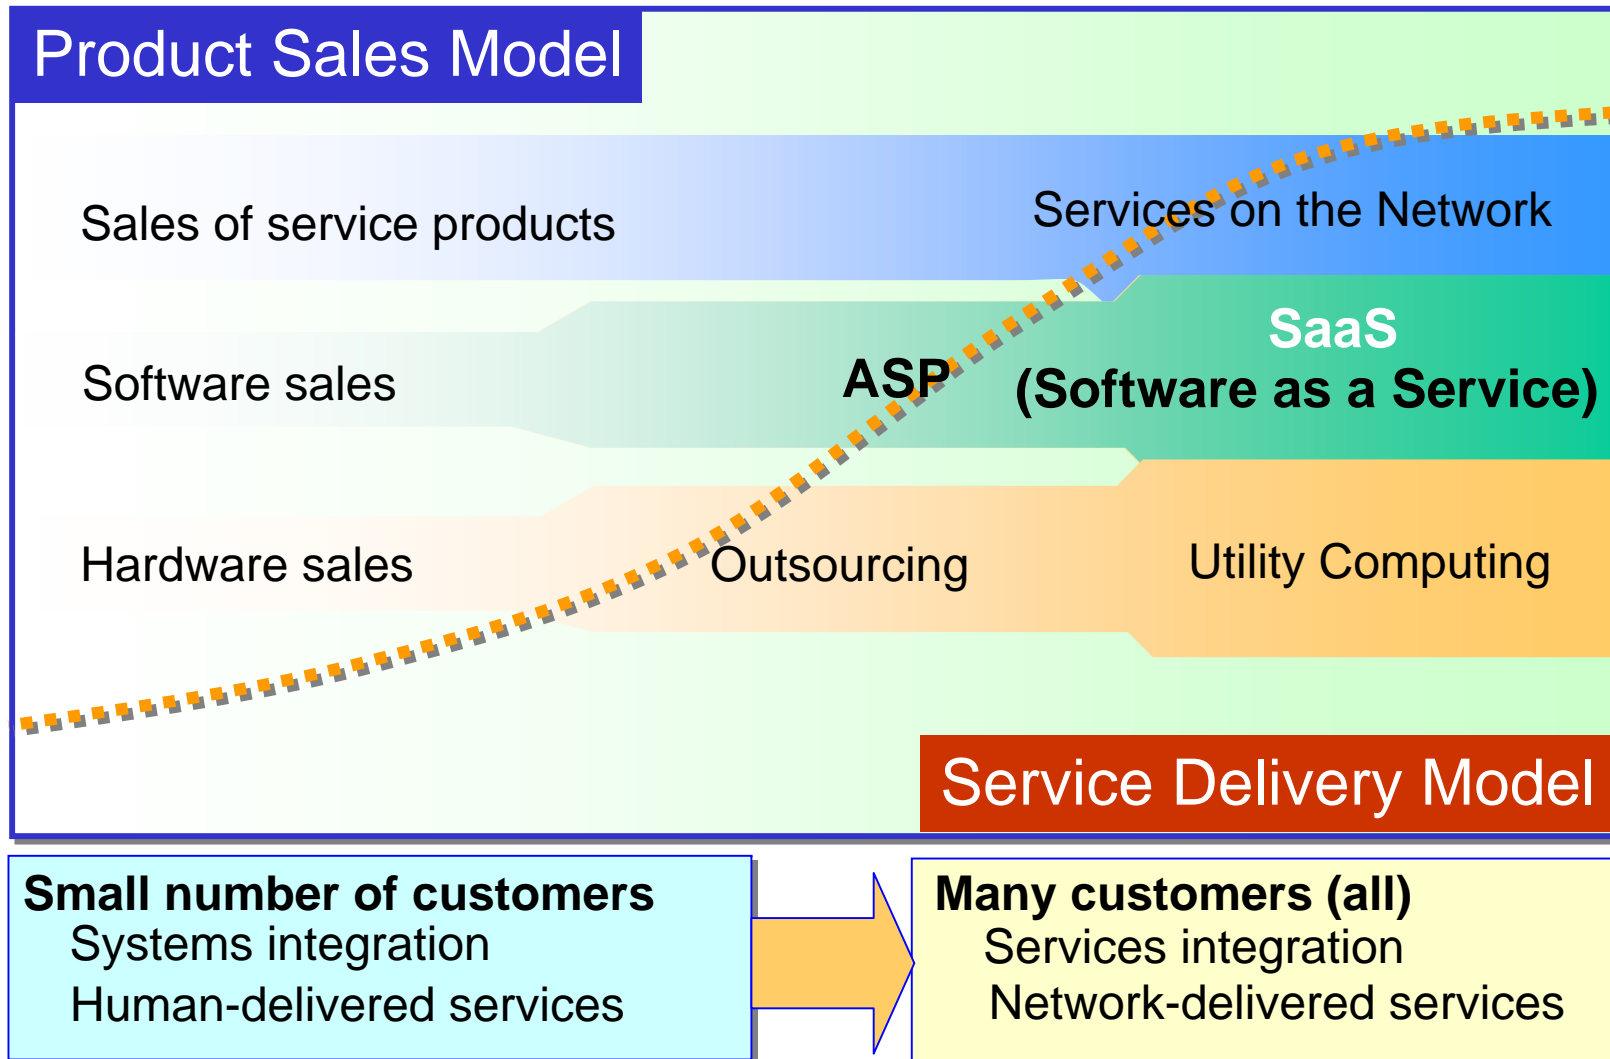 Product Sales Model
Sales of service products
Services on the Network
Software sales
ASP
SaaS
(Software as a Service)
Hardware sales
Outsourcing
Utility Computing
Service Delivery Model
Small number of customers
Systems integration
Human-delivered services
Many customers (all)
Services integration
Network-delivered services